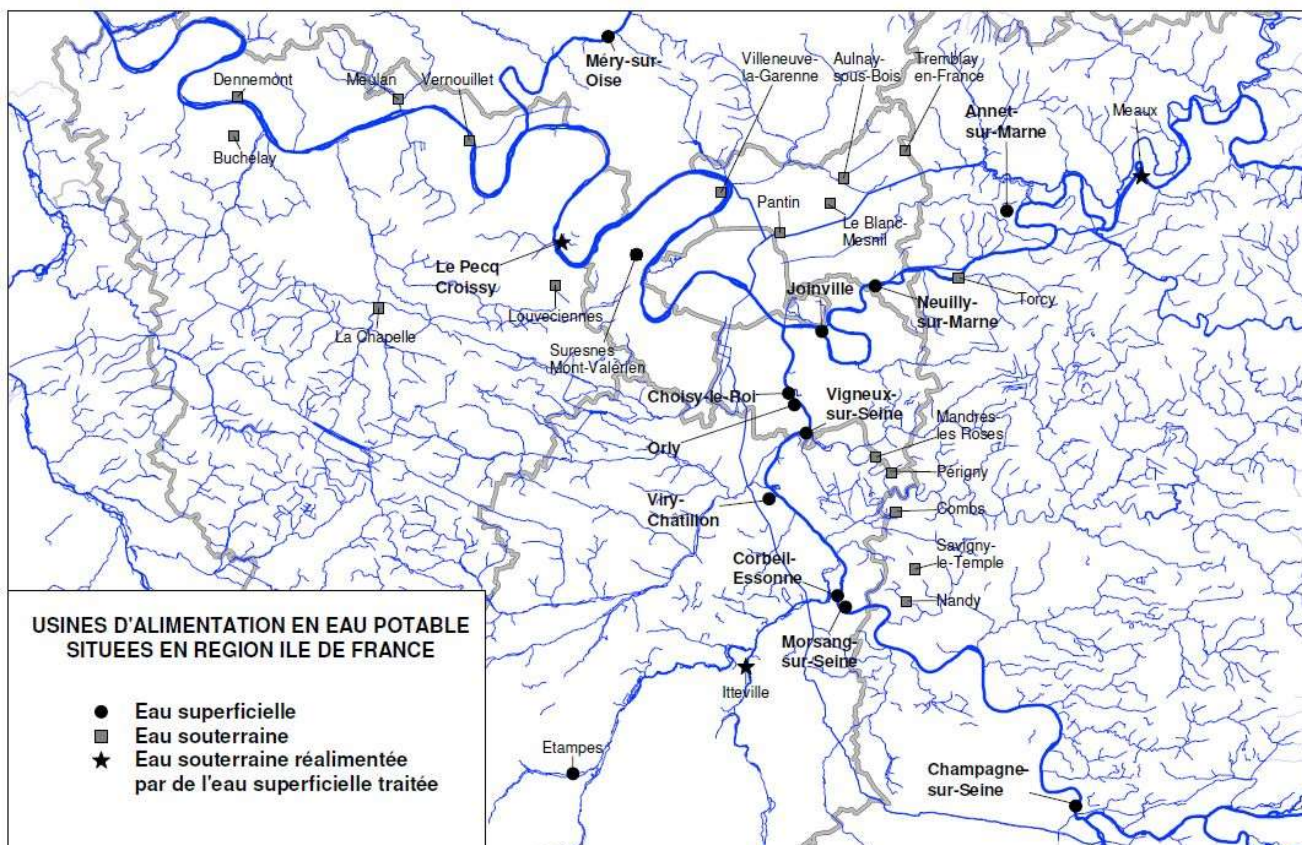 Méry-sur-
Oise
Villeneuve-
la-Garenne
Aulnay-
sous-Bois
Tremblay
en-France
Dennemont
Meulan
Vernouillet
Annet-
sur-Marne
Meaux
Buchelay
Pantin
Le Blanc-
Mesnil
Le Pecq
Croissy
Joinville
Neuilly-
sur-Marne
Torcy
Louveciennes
La Chapelle
Suresnes
Mont-Valérien
Choisy-le-Roi
Vigneux-
sur-Seine
Mandres-
les Roses
Orly
Périgny
Viry-
Châtillon
Combs
Corbeil-
Essonne
Savigny-
le-Temple
Nandy
Morsang-
sur-Seine
Itteville
Etampes
Champagne-
sur-Seine
USINES D'ALIMENTATION EN EAU POTABLE
SITUEES EN REGION ILE DE FRANCE
Eau superficielle
Eau souterraine
Eau souterraine réalimentée
par de l'eau superficielle traitée